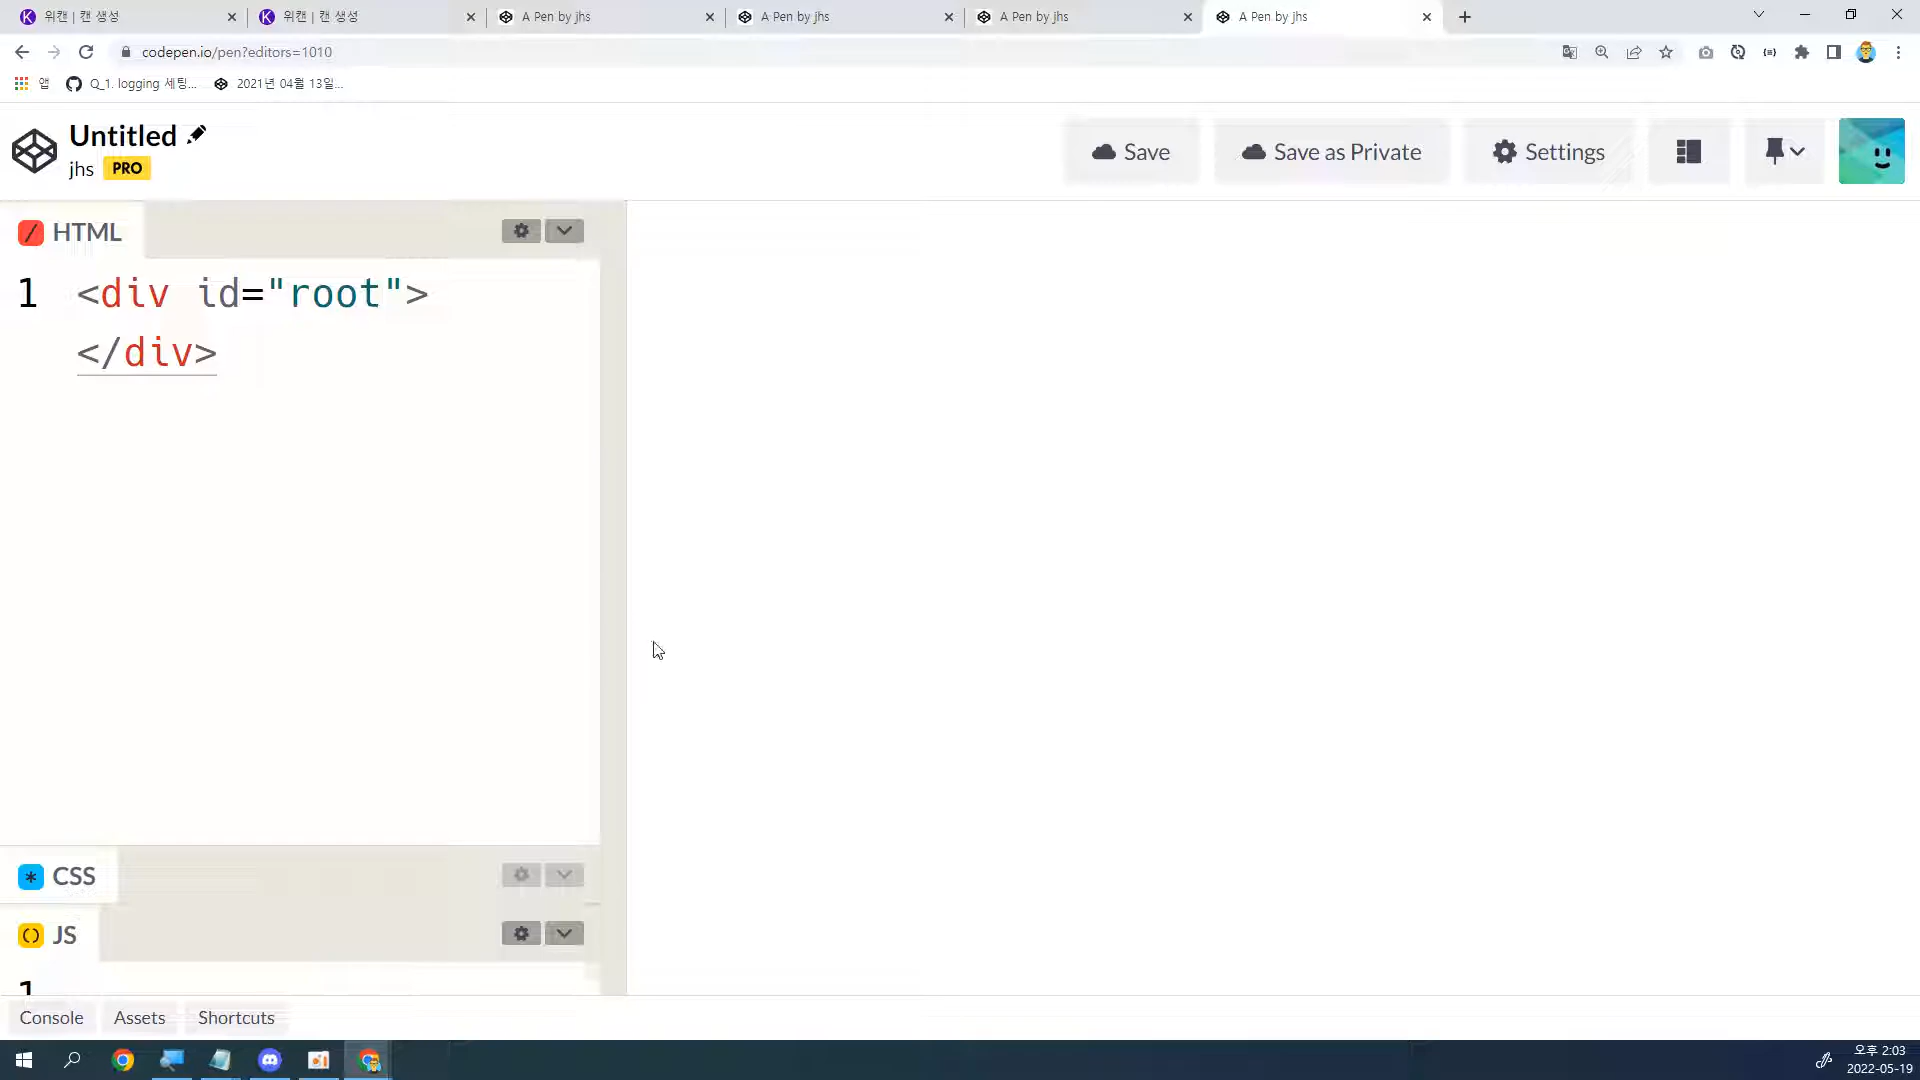 위캔 | 캔 생성
위캔 | 캔 생성
A Pen by jhs
A Pen by jhs
A Pen by jhs
A Pen by jhs
codepen.io/pen?editors=1010
앱
Q_1. logging 세팅...
2021년 04월 13일...
Untitled
jhs PRO
Save
Save as Private
Settings
HTML
1 <div id="root">
</div>
CSS
JS
1
Console
Assets
Shortcuts
오후 2:03
2022-05-19